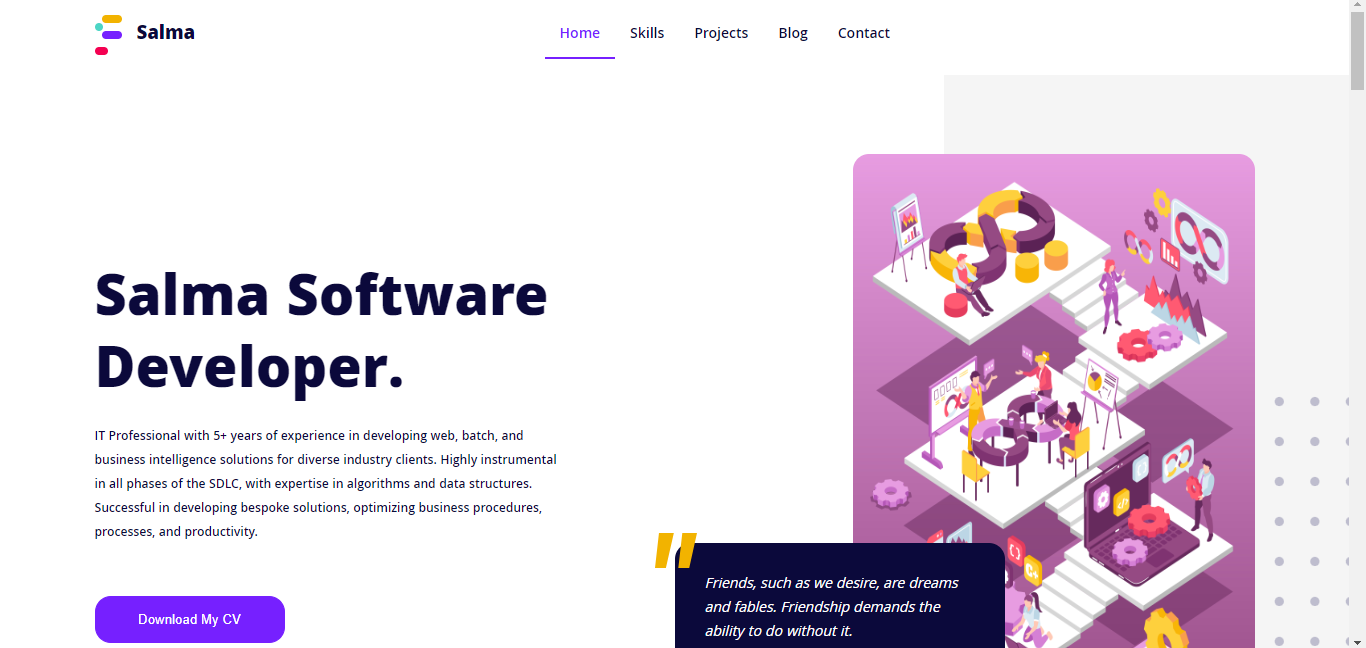 Salma
Home Skills Projects Blog Contact
Salma Software
Developer.
IT Professional with 5+ years of experience in developing web, batch, and
business intelligence solutions for diverse industry clients. Highly instrumental
in all phases of the SDLC, with expertise in algorithms and data structures.
Successful in developing bespoke solutions, optimizing business procedures,
processes, and productivity.
Download My CV
Friends, such as we desire, are dreams
and fables. Friendship demands the
ability to do without it.